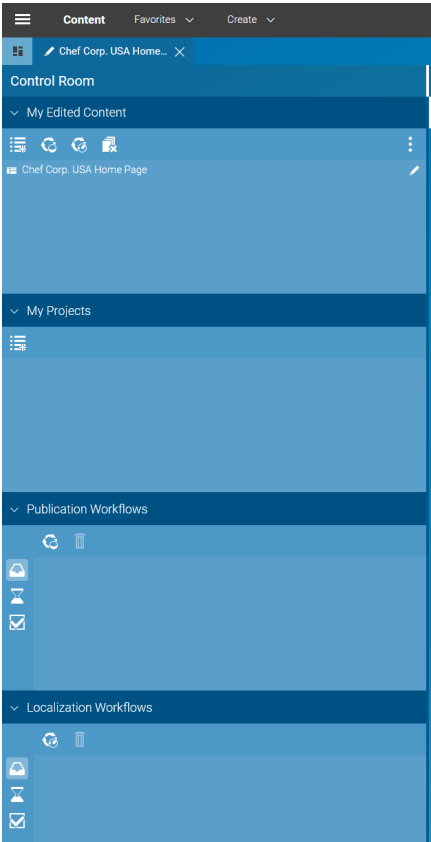 Content Favorites Create
Chef Corp. USA Home...
Control Room
My Edited Content
Chef Corp. USA Home Page
My Projects
Publication Workflows
Localization Workflows